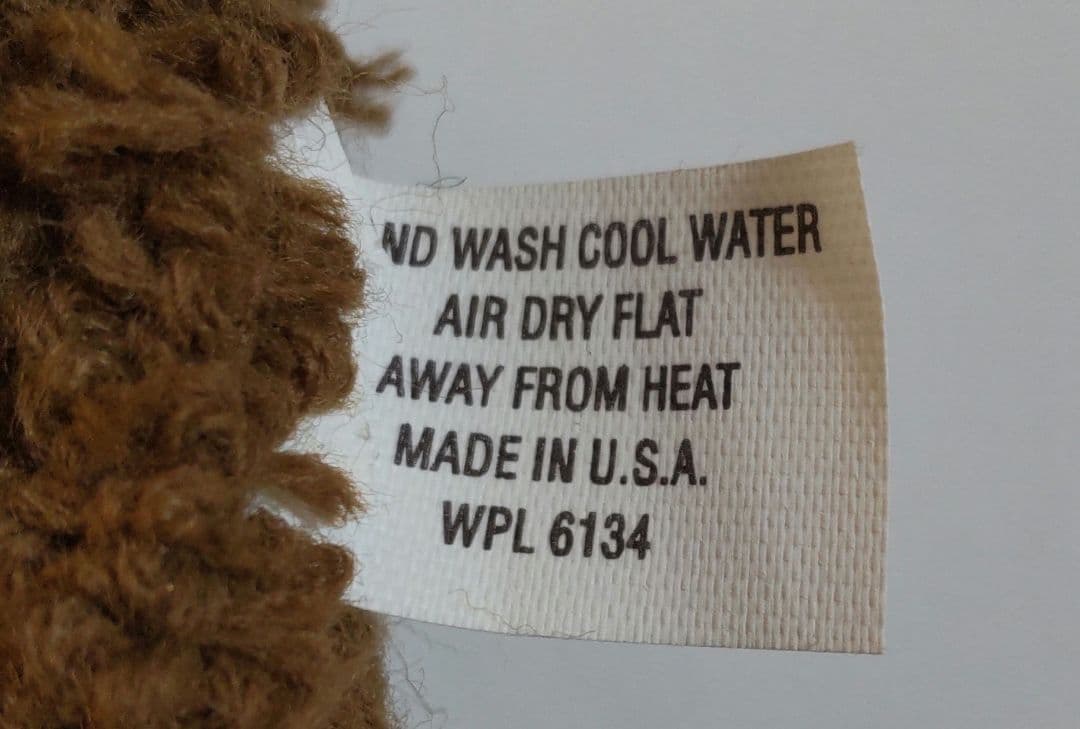 ND WASH COOL WATER
AIR DRY FLAT
AWAY FROM HEAT
MADE IN U.S.A.
WPL 6134